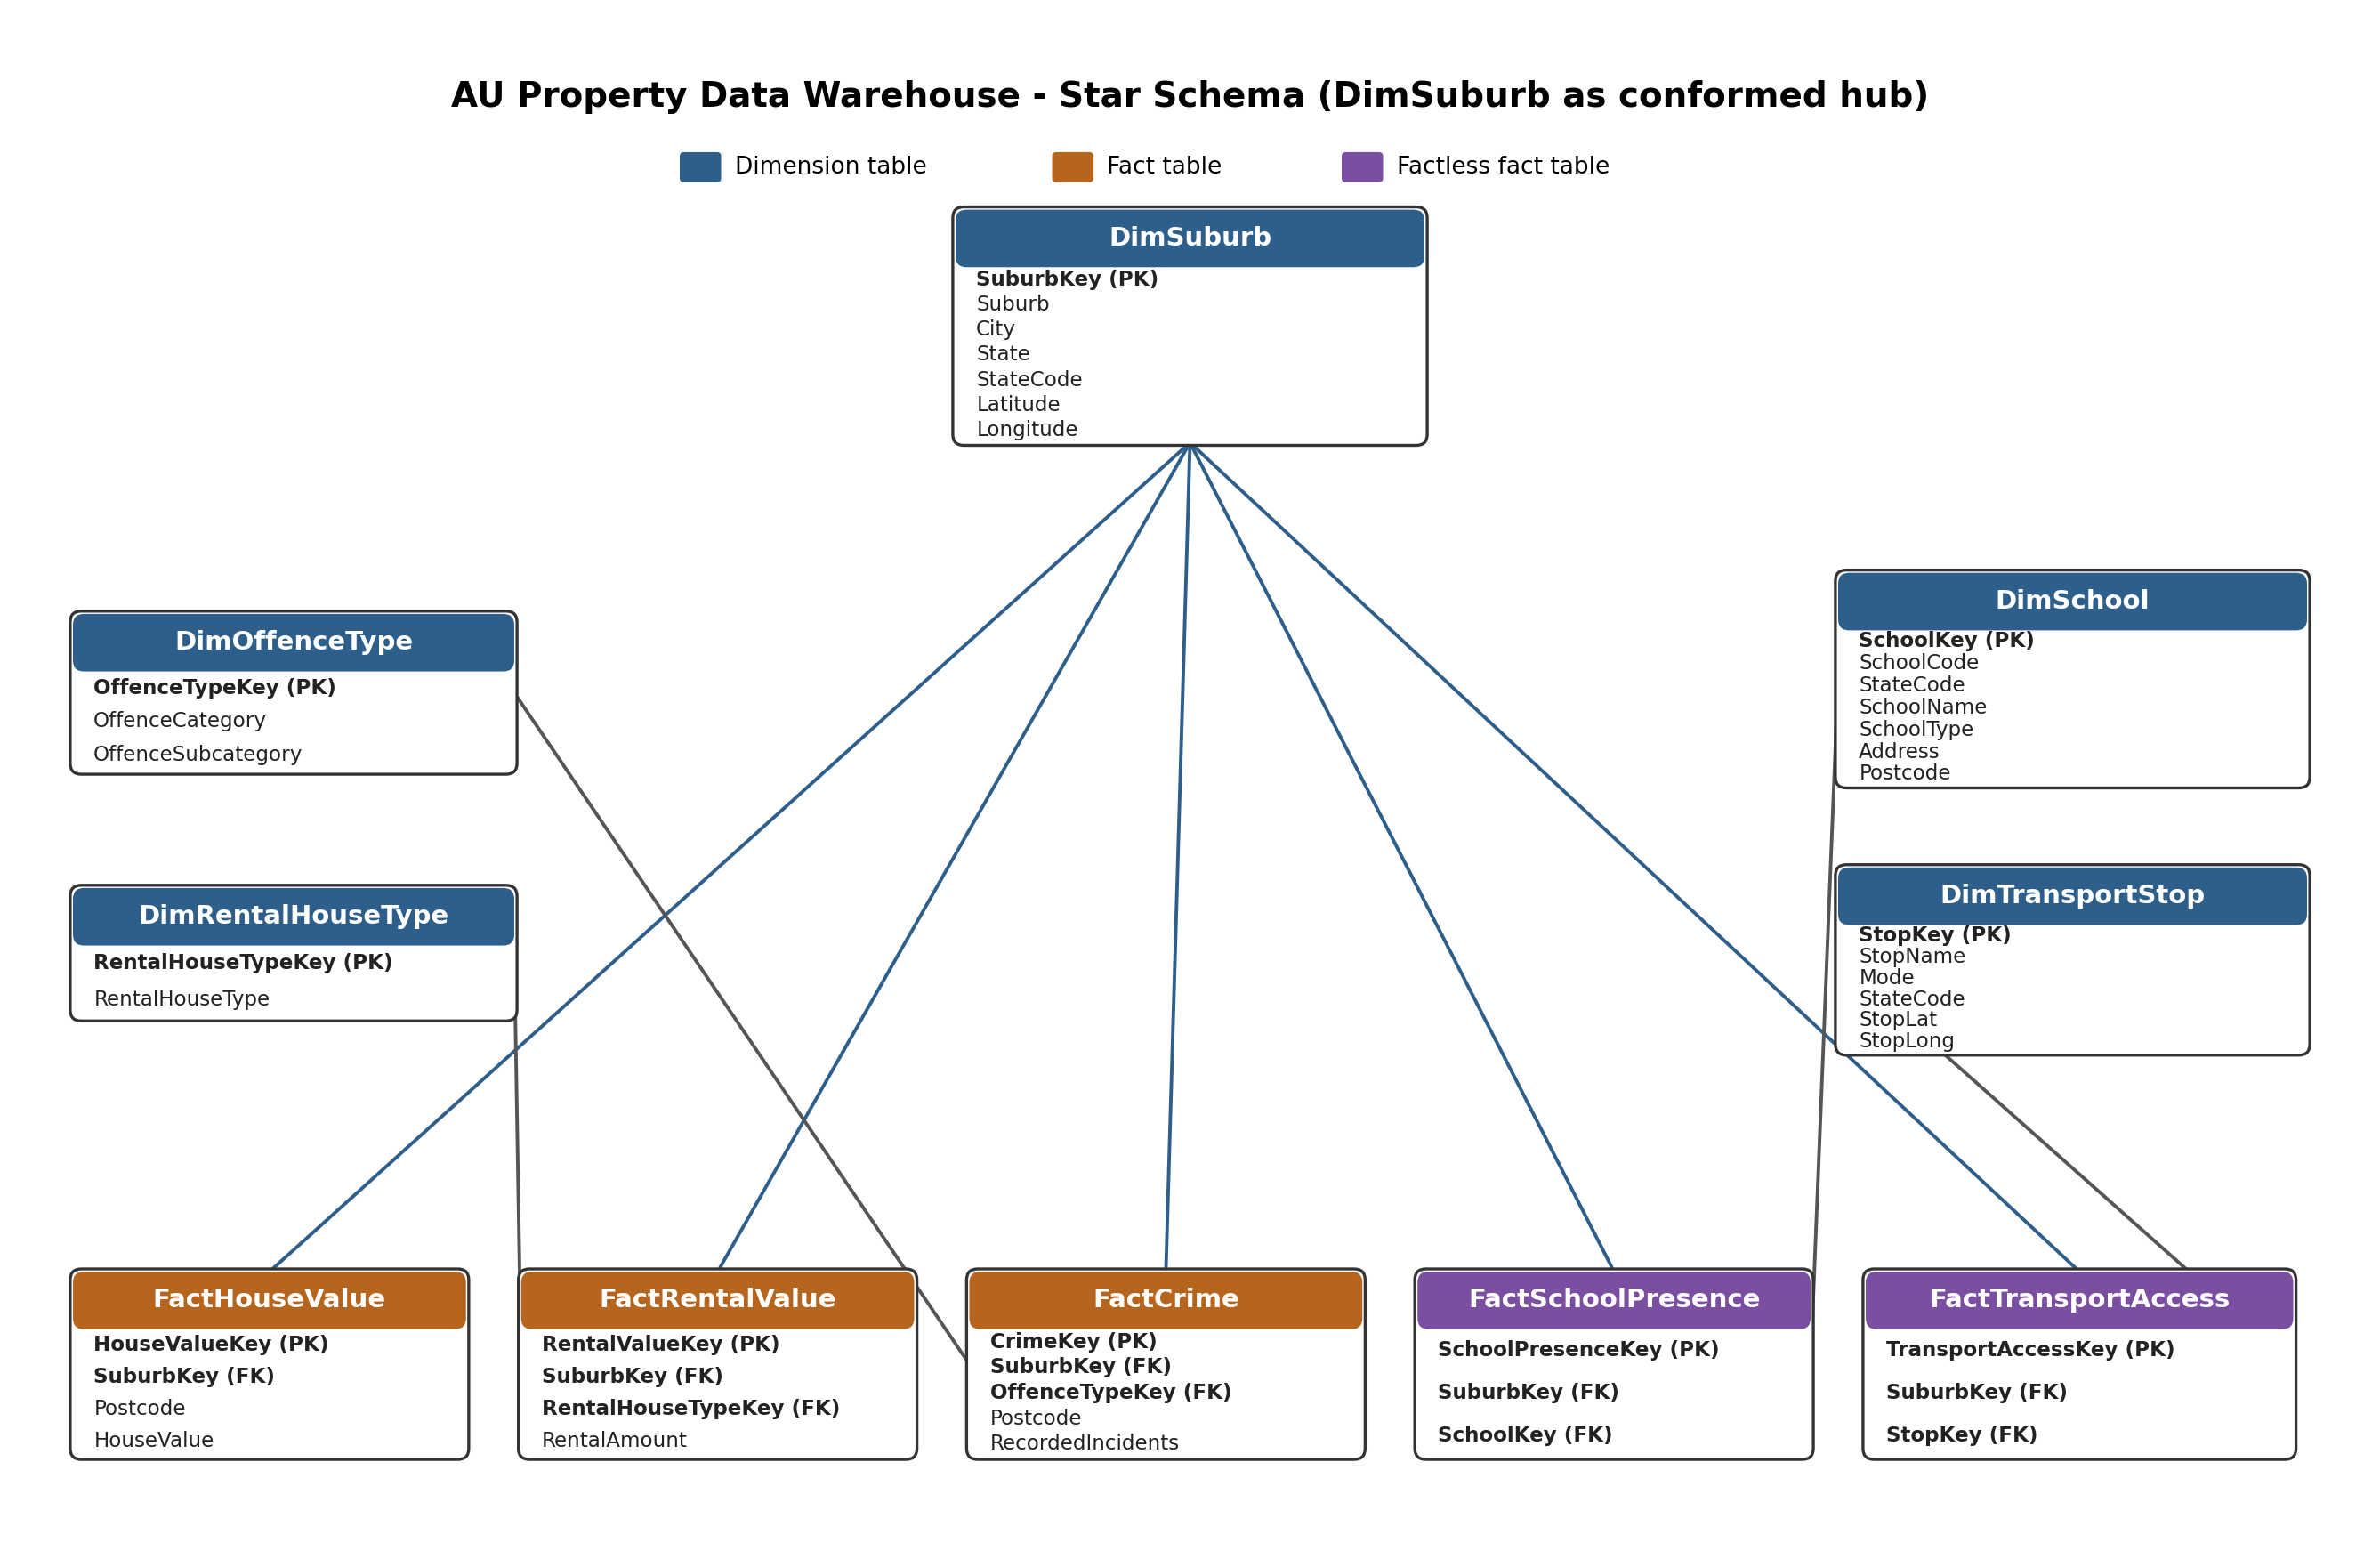 AU Property Data Warehouse - Star Schema (DimSuburb as conformed hub)
Dimension table
Fact table
Factless fact table
DimSuburb
SuburbKey (PK)
Suburb
City
State
StateCode
Latitude
Longitude
DimOffenceType
OffenceTypeKey (PK)
OffenceCategory
OffenceSubcategory
DimSchool
SchoolKey (PK)
SchoolCode
StateCode
SchoolName
SchoolType
Address
Postcode
DimRentalHouseType
RentalHouseTypeKey (PK)
RentalHouseType
DimTransportStop
StopKey (PK)
StopName
Mode
StateCode
StopLat
StopLong
FactHouseValue
HouseValueKey (PK)
SuburbKey (FK)
Postcode
HouseValue
FactRentalValue
RentalValueKey (PK)
SuburbKey (FK)
RentalHouseTypeKey (FK)
RentalAmount
FactCrime
CrimeKey (PK)
SuburbKey (FK)
OffenceTypeKey (FK)
Postcode
RecordedIncidents
FactSchoolPresence
SchoolPresenceKey (PK)
SuburbKey (FK)
SchoolKey (FK)
FactTransportAccess
TransportAccessKey (PK)
SuburbKey (FK)
StopKey (FK)